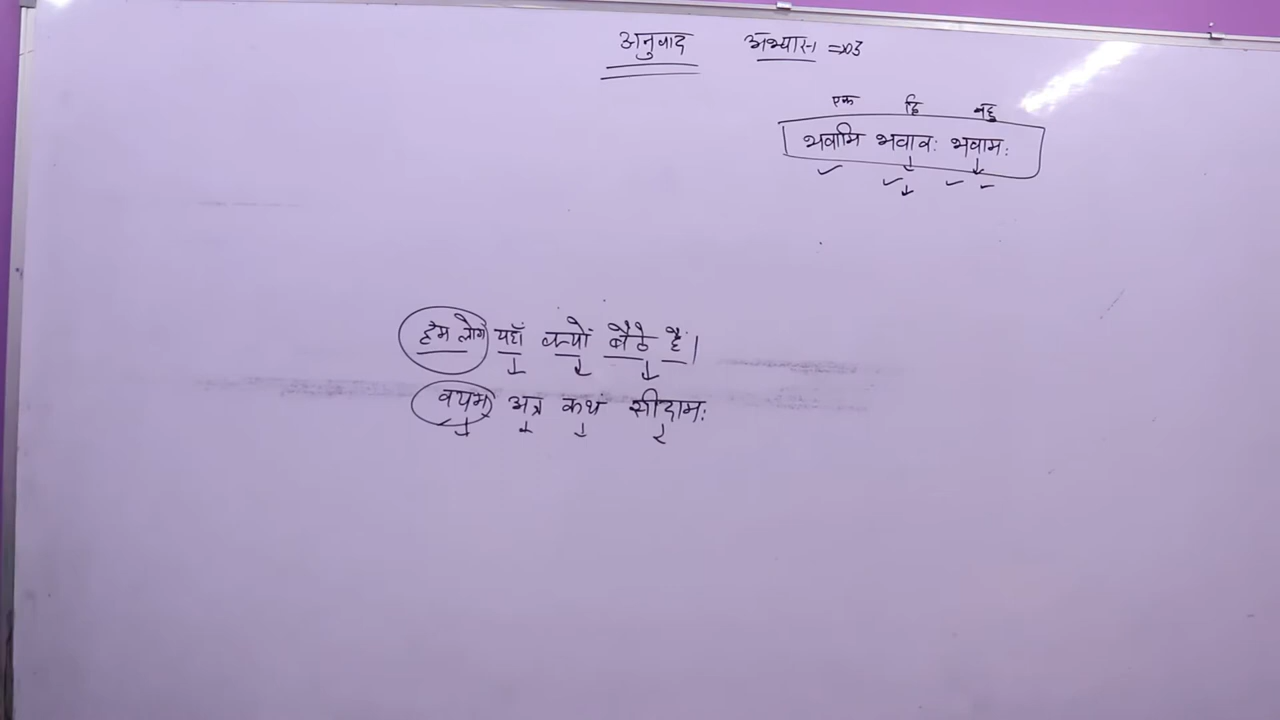 अनुवाद अभ्यास =>03
एक द्वि बहु
भवामि भवावः भवामः
हम लोग यहाँ क्यों बैठे हैं।
वयम् अत्र कथं सीदामः